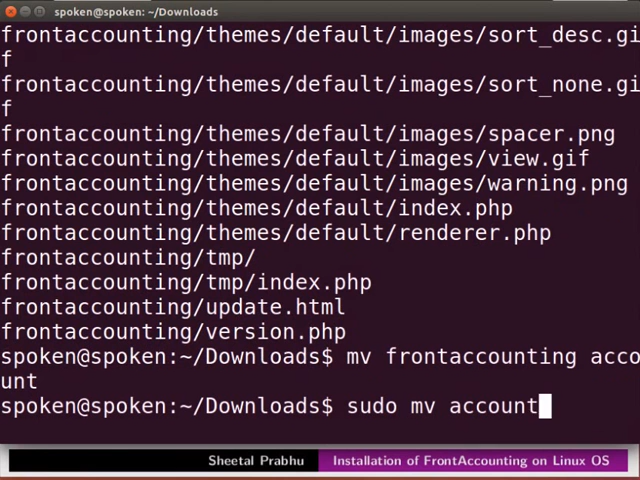 spoken@spoken: ~/Downloads
frontaccounting/themes/default/images/sort_desc.gi
f
frontaccounting/themes/default/images/sort_none.gi
f
frontaccounting/themes/default/images/spacer.png
frontaccounting/themes/default/images/view.gif
frontaccounting/themes/default/images/warning.png
frontaccounting/themes/default/index.php
frontaccounting/themes/default/renderer.php
frontaccounting/tmp/
frontaccounting/tmp/index.php
frontaccounting/update.html
frontaccounting/version.php
spoken@spoken:~/Downloads$ mv frontaccounting acco
unt
spoken@spoken:~/Downloads$ sudo mv account
Sheetal Prabhu Installation of FrontAccounting on Linux OS